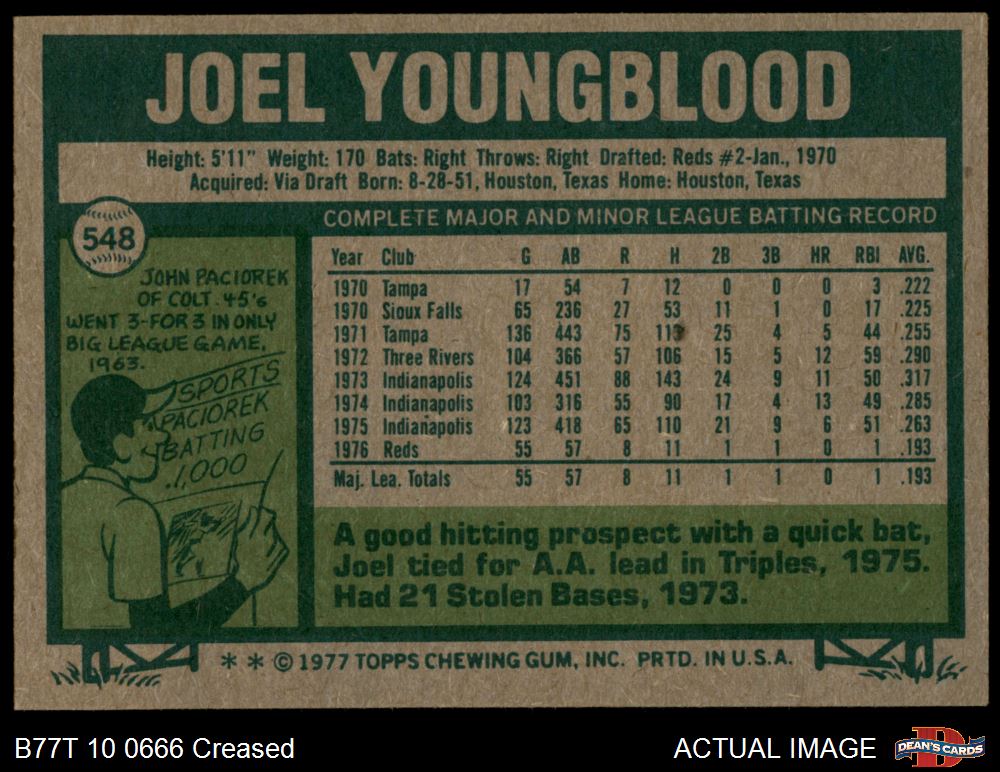 JOEL YOUNGBLOOD
Height: 5'11" Weight: 170 Bats: Right Throws: Right Drafted: Reds #2-Jan., 1970
Acquired: Via Draft Born: 8-28-51, Houston, Texas Home: Houston, Texas
548
JOHN PACIOREK
OF COLT .45's
WENT 3-FOR 3 IN ONLY
BIG LEAGUE GAME,
1963.
SPORTS
PACIOREK
BATTING
1,000
COMPLETE MAJOR AND MINOR LEAGUE BATTING RECORD
Year Club G AB R H 2B 3B HR RBI AVG.
1970 Tampa 17 54 7 12 0 0 0 3 .222
1970 Sioux Falls 65 236 27 53 11 1 0 17 .225
1971 Tampa 136 443 75 113 25 4 5 44 .255
1972 Three Rivers 104 366 57 106 15 5 12 59 .290
1973 Indianapolis 124 451 88 143 24 9 11 50 .317
1974 Indianapolis 103 316 55 90 17 4 13 49 .285
1975 Indianapolis 123 418 65 110 21 9 6 51 .263
1976 Reds 55 57 8 11 1 1 0 1 .193
Maj. Lea. Totals 55 57 8 11 1 1 0 1 .193
A good hitting prospect with a quick bat,
Joel tied for A.A. lead in Triples, 1975.
Had 21 Stolen Bases, 1973.
* * © 1977 TOPPS CHEWING GUM, INC. PRTD. IN U.S.A.
B77T 10 0666 Creased
ACTUAL IMAGE
DEAN'S CARDS